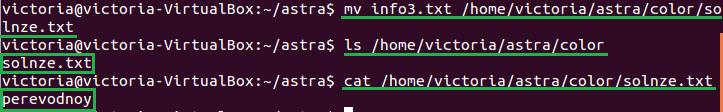 victoria@victoria-VirtualBox:~/astra$ mv info3.txt /home/victoria/astra/color/so
lnze.txt
victoria@victoria-VirtualBox:~/astra$ ls /home/victoria/astra/color
solnze.txt
victoria@victoria-VirtualBox:~/astra$ cat /home/victoria/astra/color/solnze.txt
perevodnoy